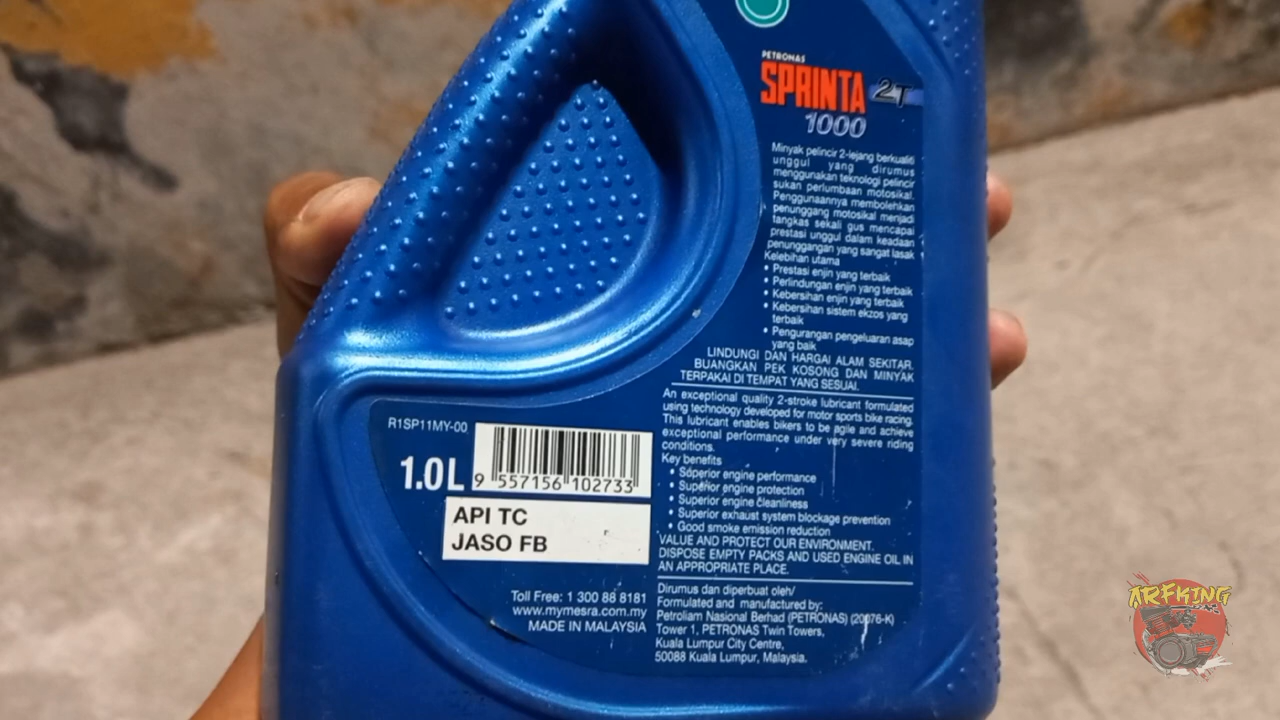 PETRONAS
SPRINTA 2T
1000
Minyak pelincir 2-lejang berkualiti
unggul yang dirumus
menggunakan teknologi pelincir
sukan perlumbaan motosikal.
Penggunaannya membolehkan
penunggang motosikal menjadi
tangkas sekali gus mencapai
prestasi unggul dalam keadaan
penunggangan yang sangat lasak
Kelebihan utama
• Prestasi enjin yang terbaik
• Perlindungan enjin yang terbaik
• Kebersihan enjin yang terbaik
• Kebersihan sistem ekzos yang
terbaik
• Pengurangan pengeluaran asap
yang baik
LINDUNGI DAN HARGAI ALAM SEKITAR.
BUANGKAN PEK KOSONG DAN MINYAK
TERPAKAI DI TEMPAT YANG SESUAI.
An exceptional quality 2-stroke lubricant formulated
using technology developed for motor sports bike racing.
This lubricant enables bikers to be agile and achieve
exceptional performance under very severe riding
conditions.
Key benefits
• Superior engine performance
• Superior engine protection
• Superior engine cleanliness
• Superior exhaust system blockage prevention
• Good smoke emission reduction
VALUE AND PROTECT OUR ENVIRONMENT.
DISPOSE EMPTY PACKS AND USED ENGINE OIL IN
AN APPROPRIATE PLACE.
Dirumus dan diperbuat oleh/
Formulated and manufactured by:
Petroliam Nasional Berhad (PETRONAS) (20076-K)
Tower 1, PETRONAS Twin Towers,
Kuala Lumpur City Centre,
50088 Kuala Lumpur, Malaysia.
R1SP11MY-00
1.0L
9 557156 102733
API TC
JASO FB
Toll Free: 1 300 88 8181
www.mymesra.com.my
MADE IN MALAYSIA
ARFKING